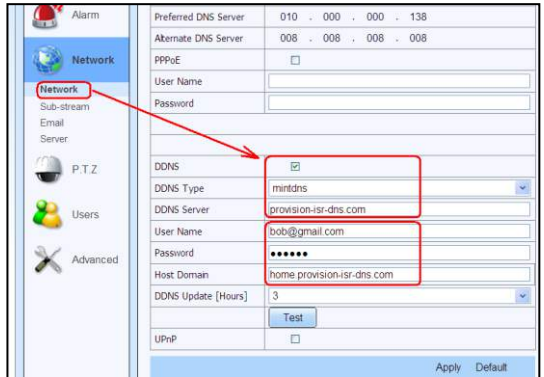 Alarm
Network
Network
Sub-stream
Email
Server
P.T.Z
Users
Advanced
Preferred DNS Server 010 . 000 . 000 . 138
Alternate DNS Server 008 . 008 . 008 . 008
PPPoE
User Name
Password
DDNS
DDNS Type mintdns
DDNS Server provision-isr-dns.com
User Name bob@gmail.com
Password ●●●●●●
Host Domain home.provision-isr-dns.com
DDNS Update [Hours] 3
Test
UPnP
Apply Default